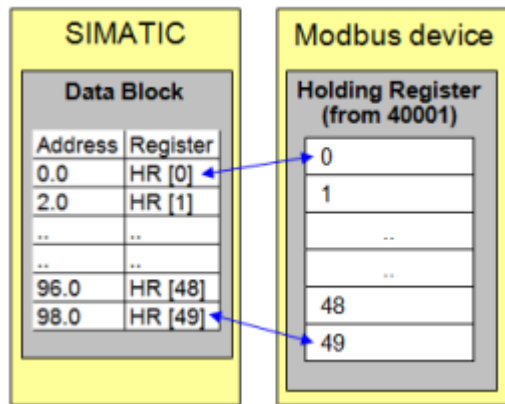 SIMATIC
Data Block
Address Register
0.0 HR [0]
2.0 HR [1]
.. ..
.. ..
96.0 HR [48]
98.0 HR [49]
Modbus device
Holding Register
(from 40001)
0
1
..
..
48
49